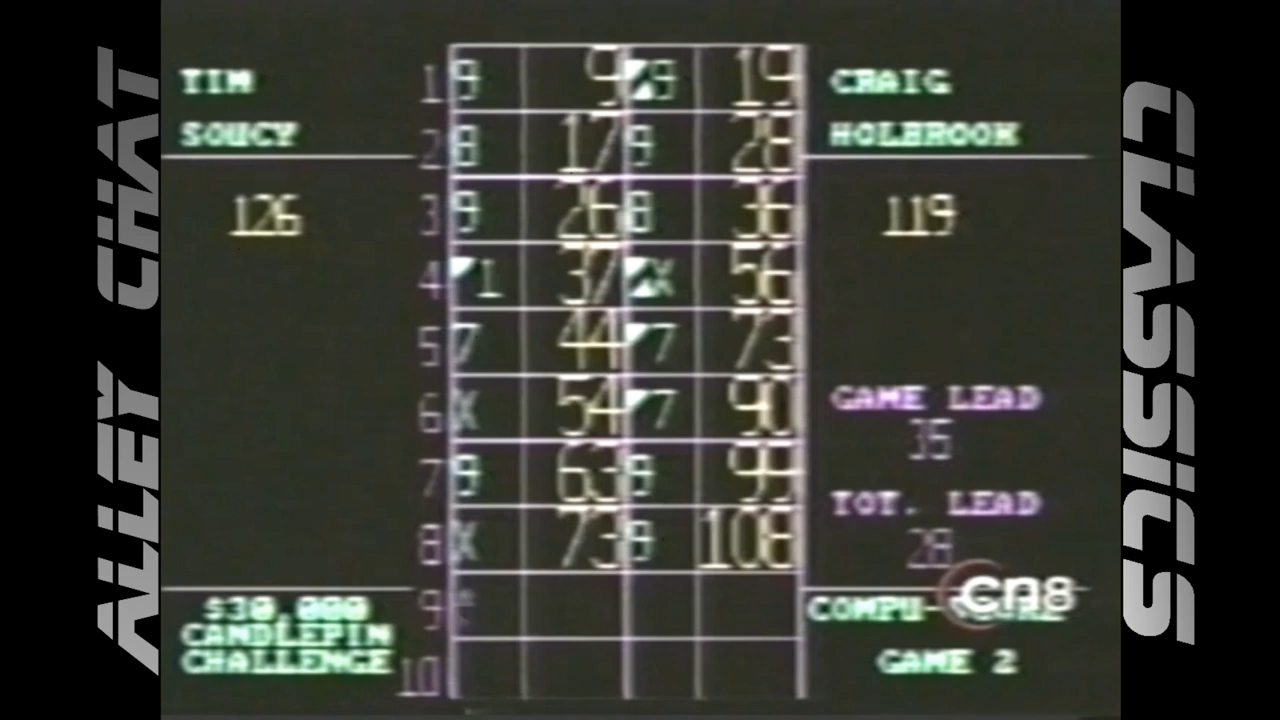 ALLEY CHAT
TIM
SOUCY
126
$30,000
CANDLEPIN
CHALLENGE
1 9 9 9 19
2 8 17 9 28
3 9 26 8 36
4 1 37 X 56
5 7 44 7 73
6 X 54 7 90
7 9 63 9 99
8 X 73 9 108
9
10
CRAIG
HOLBROOK
119
GAME LEAD
35
TOT. LEAD
28
cn8
COMPU-
GAME 2
CLASSICS